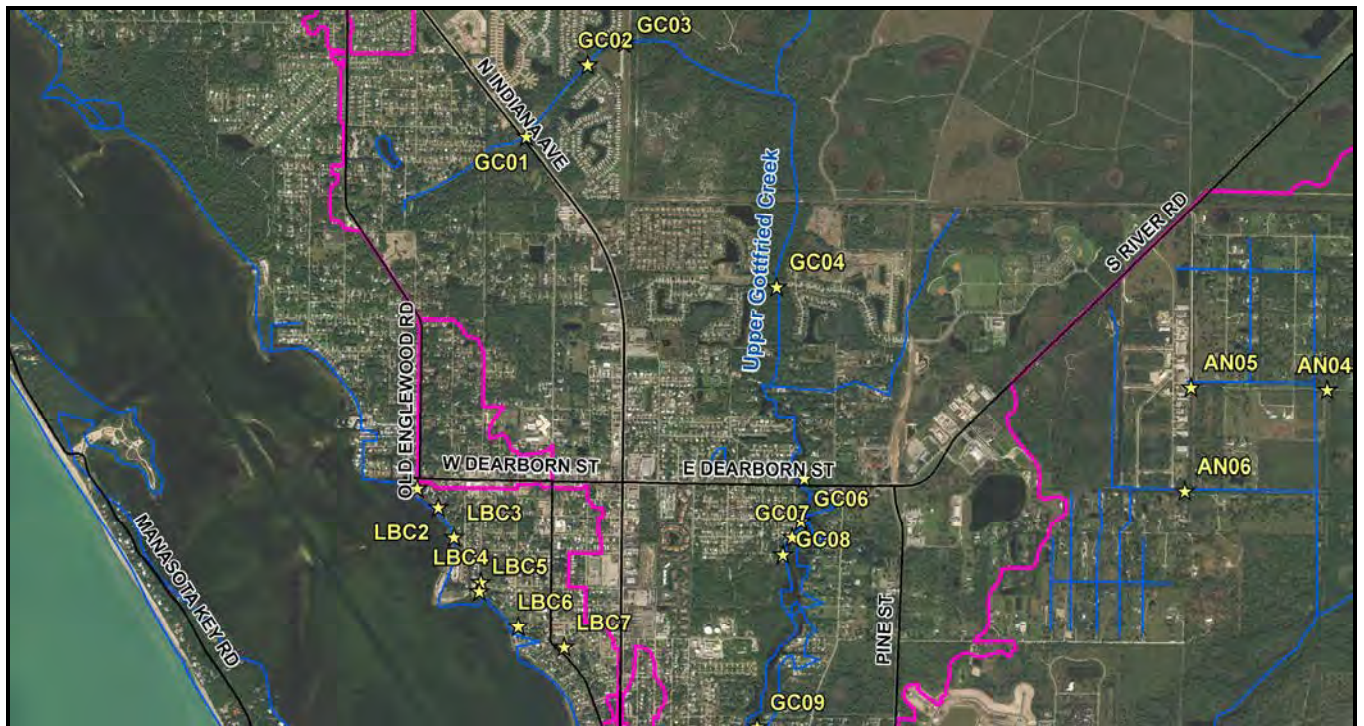 GC03
GC02
N INDIANA AVE
GC01
Upper Gottfried Creek
S RIVER RD
GC04
OLD ENGLEWOOD RD
AN05
AN04
W DEARBORN ST
E DEARBORN ST
AN06
GC06
LBC3
GC07
LBC2
GC08
MANASOTA KEY RD
LBC4
LBC5
LBC6
LBC7
PINE ST
GC09